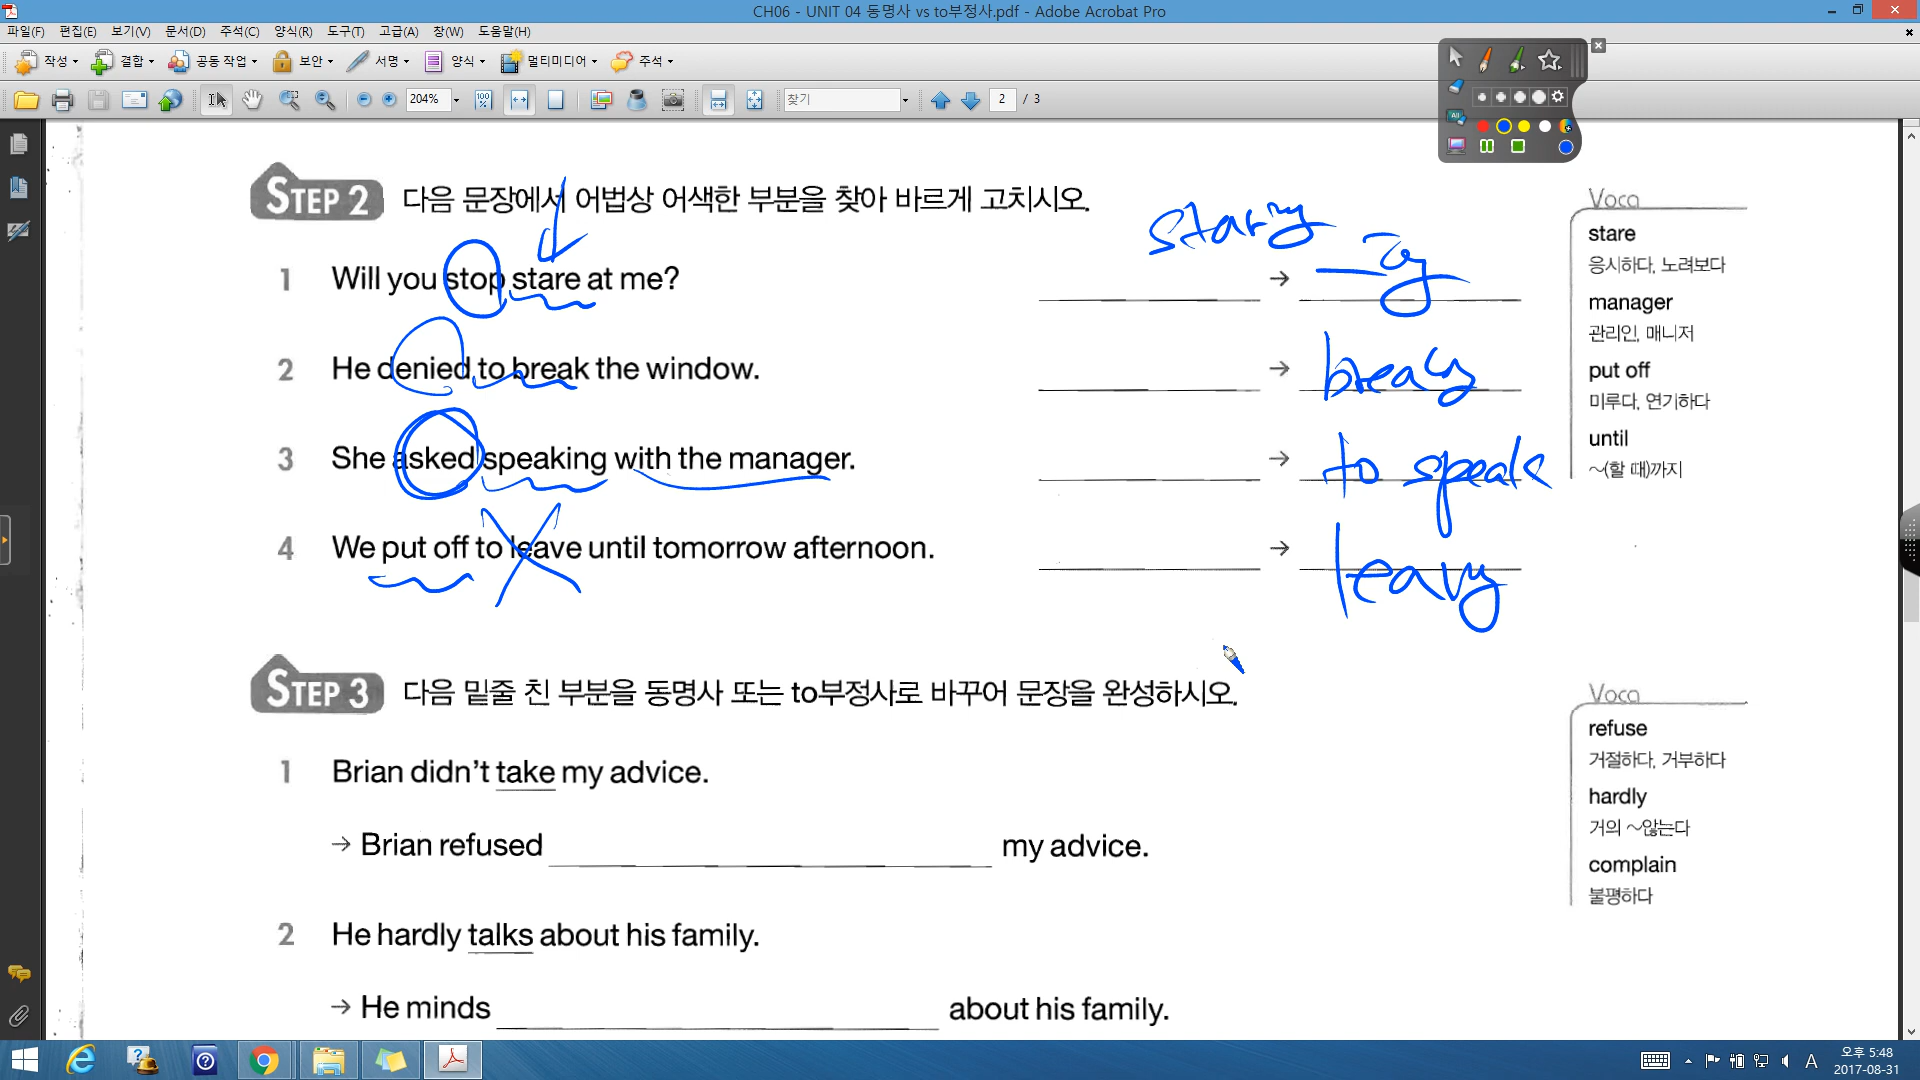 CH06 - UNIT 04 동명사 vs to부정사.pdf - Adobe Acrobat Pro
파일(F) 편집(E) 보기(V) 문서(D) 주석(C) 양식(R) 도구(T) 고급(A) 창(W) 도움말(H)
작성 결합 공동 작업 보안 서명 양식 멀티미디어 주석
204% 찾기 2 / 3
STEP 2 다음 문장에서 어법상 어색한 부분을 찾아 바르게 고치시오.
1 Will you stop stare at me? →
2 He denied to break the window. →
3 She asked speaking with the manager. → to speak
4 We put off to leave until tomorrow afternoon. →
Voca
stare
응시하다, 노려보다
manager
관리인, 매니저
put off
미루다, 연기하다
until
~(할 때)까지
STEP 3 다음 밑줄 친 부분을 동명사 또는 to부정사로 바꾸어 문장을 완성하시오.
1 Brian didn't take my advice.
→ Brian refused my advice.
2 He hardly talks about his family.
→ He minds about his family.
Voca
refuse
거절하다, 거부하다
hardly
거의 ~않는다
complain
불평하다
A 오후 5:48
2017-08-31